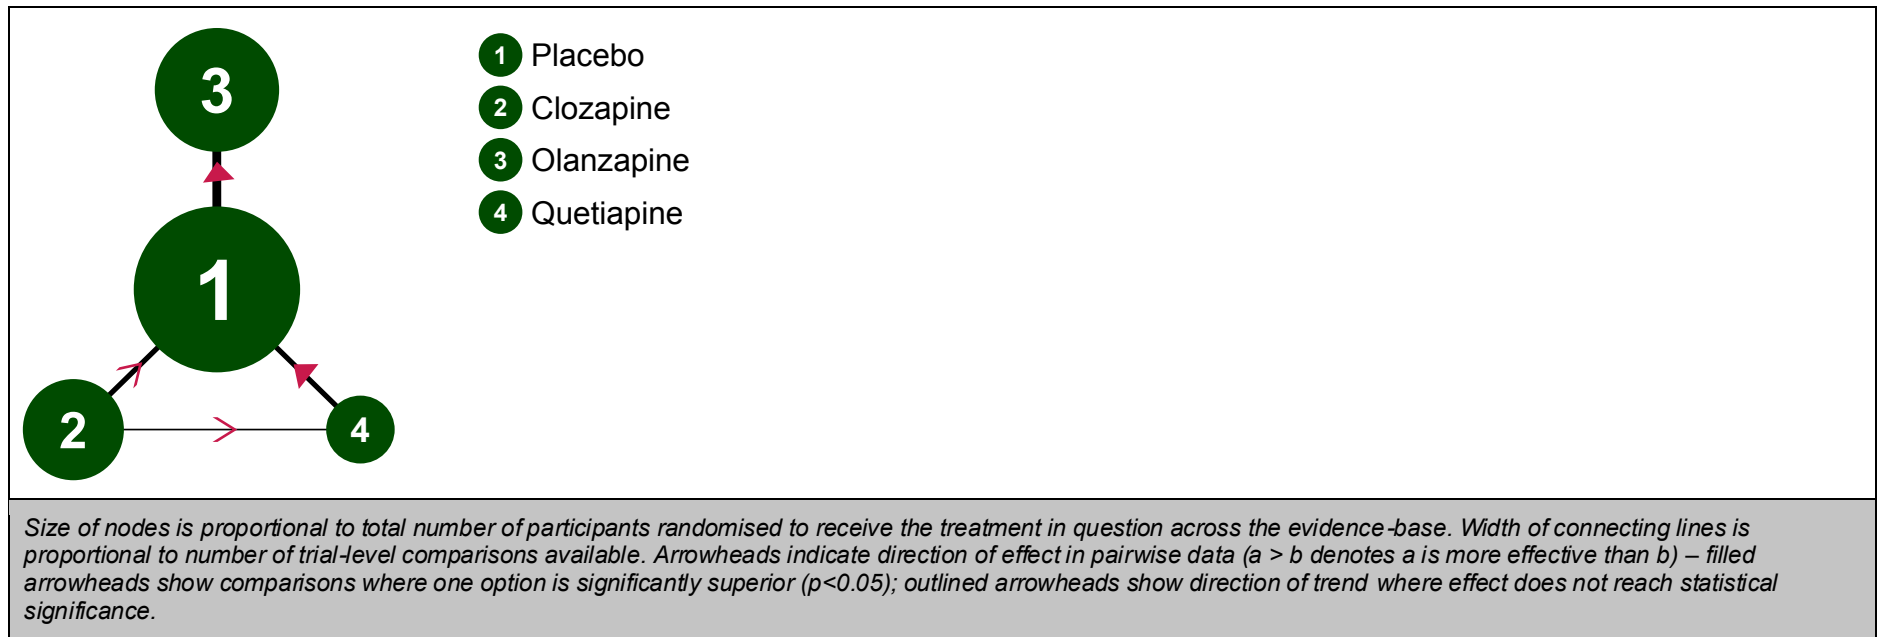 3
1
2
4
1 Placebo
2 Clozapine
3 Olanzapine
4 Quetiapine
Size of nodes is proportional to total number of participants randomised to receive the treatment in question across the evidence-base. Width of connecting lines is
proportional to number of trial-level comparisons available. Arrowheads indicate direction of effect in pairwise data (a > b denotes a is more effective than b) – filled
arrowheads show comparisons where one option is significantly superior (p<0.05); outlined arrowheads show direction of trend where effect does not reach statistical
significance.